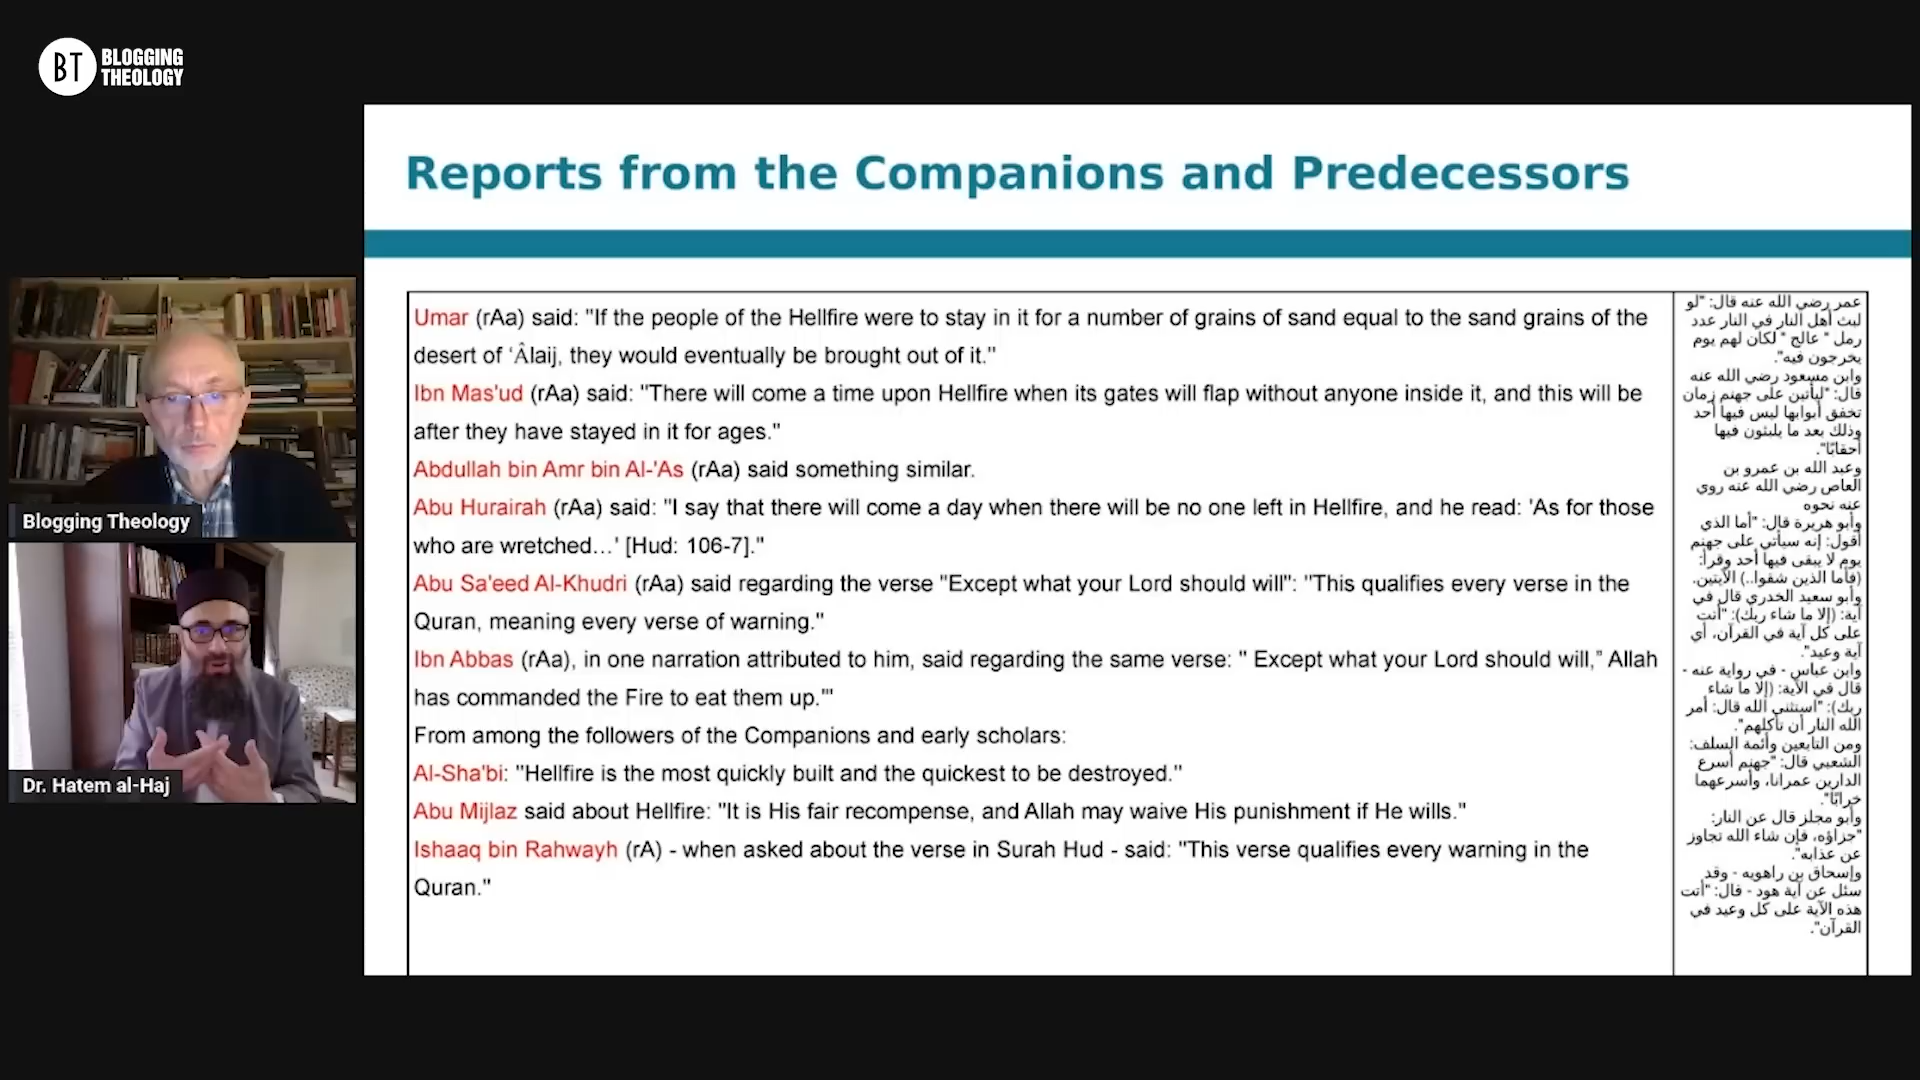 BT BLOGGING
THEOLOGY
Reports from the Companions and Predecessors
Umar (rAa) said: "If the people of the Hellfire were to stay in it for a number of grains of sand equal to the sand grains of the
desert of ‘Âlaij, they would eventually be brought out of it."
Ibn Mas'ud (rAa) said: "There will come a time upon Hellfire when its gates will flap without anyone inside it, and this will be
after they have stayed in it for ages."
Abdullah bin Amr bin Al-'As (rAa) said something similar.
Abu Hurairah (rAa) said: "I say that there will come a day when there will be no one left in Hellfire, and he read: 'As for those
who are wretched...' [Hud: 106-7]."
Abu Sa'eed Al-Khudri (rAa) said regarding the verse "Except what your Lord should will": "This qualifies every verse in the
Quran, meaning every verse of warning."
Ibn Abbas (rAa), in one narration attributed to him, said regarding the same verse: " Except what your Lord should will,” Allah
has commanded the Fire to eat them up."'
From among the followers of the Companions and early scholars:
Al-Sha'bi: "Hellfire is the most quickly built and the quickest to be destroyed."
Abu Mijlaz said about Hellfire: "It is His fair recompense, and Allah may waive His punishment if He wills."
Ishaaq bin Rahwayh (rA) - when asked about the verse in Surah Hud - said: "This verse qualifies every warning in the
Quran."
عمر رضي الله عنه قال: "لو
لبث أهل النار في النار عدد
رمل " عالج " لكان لهم يوم
يخرجون فيه".
وابن مسعود رضي الله عنه
قال: "ليأتين على جهنم زمان
تخفق أبوابها ليس فيها أحد
وذلك بعد ما يلبثون فيها
أحقابًا".
وعبد الله بن عمرو بن
العاص رضي الله عنه روي
عنه نحوه
وأبو هريرة قال: "أما الذي
أقول: إنه سيأتي على جهنم
يوم لا يبقى فيها أحد وقرأ:
(فأما الذين شقوا..) الآيتين.
وأبو سعيد الخدري قال في
آية: (إلا ما شاء ربك): "أتت
على كل آية في القرآن، أي
آية وعيد".
وابن عباس - في رواية عنه -
قال في الآية: (إلا ما شاء
ربك): "استثنى الله قال: أمر
الله النار أن تأكلهم".
ومن التابعين وأئمة السلف:
الشعبي قال: "جهنم أسرع
الدارين عمرانا، وأسرعهما
خرابًا".
وأبو مجلز قال عن النار:
"جزاؤه، فإن شاء الله تجاوز
عن عذابه".
وإسحاق بن راهويه - وقد
سئل عن آية هود - قال: "أتت
هذه الآية على كل وعيد في
القرآن".
Blogging Theology
Dr. Hatem al-Haj